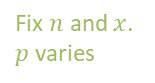 Fix n and x.
p varies